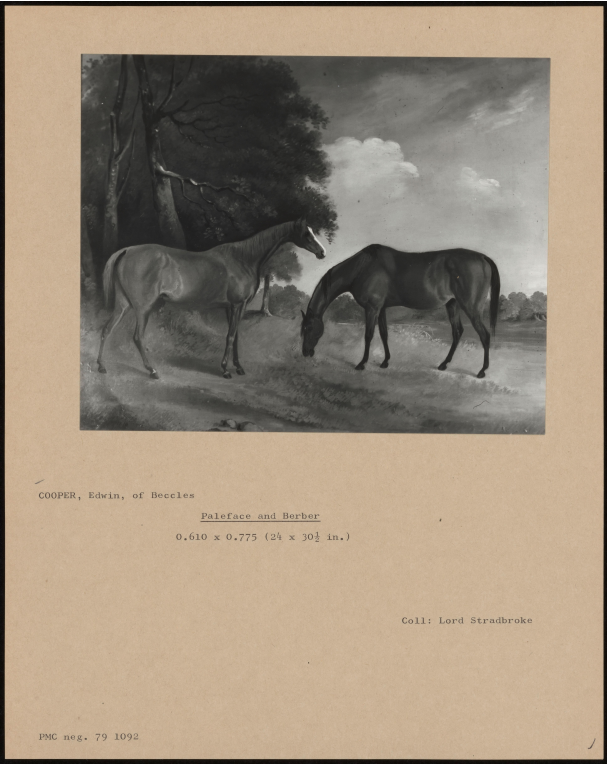 COOPER, Edwin, of Beccles
Paleface and Berber
0.610 x 0.775 (24 x 30½ in.)
Coll: Lord Stradbroke
PMC neg. 79 1092